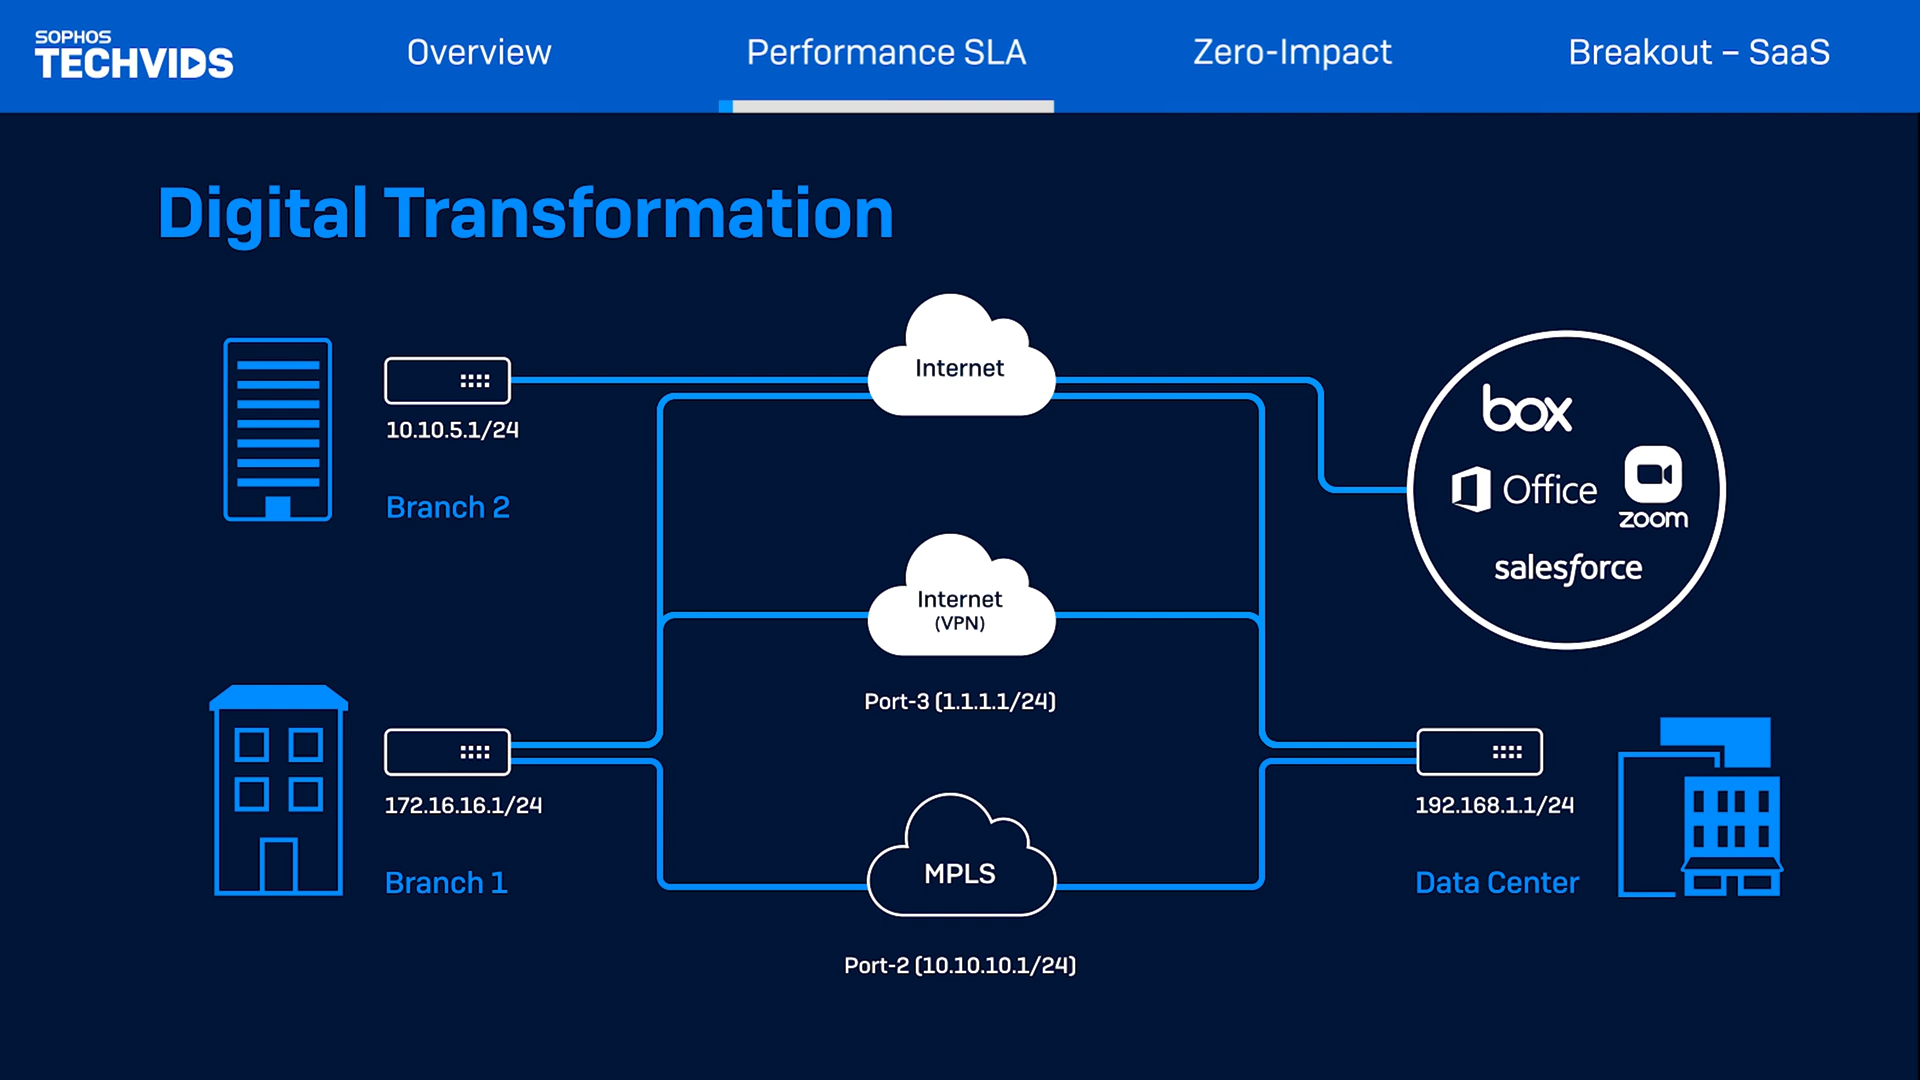 SOPHOS
TECHVIDS
Overview
Performance SLA
Zero-Impact
Breakout – SaaS
Digital Transformation
10.10.5.1/24
Branch 2
Internet
box
Office
zoom
salesforce
Internet
(VPN)
Port-3 (1.1.1.1/24)
172.16.16.1/24
Branch 1
MPLS
Port-2 (10.10.10.1/24)
192.168.1.1/24
Data Center